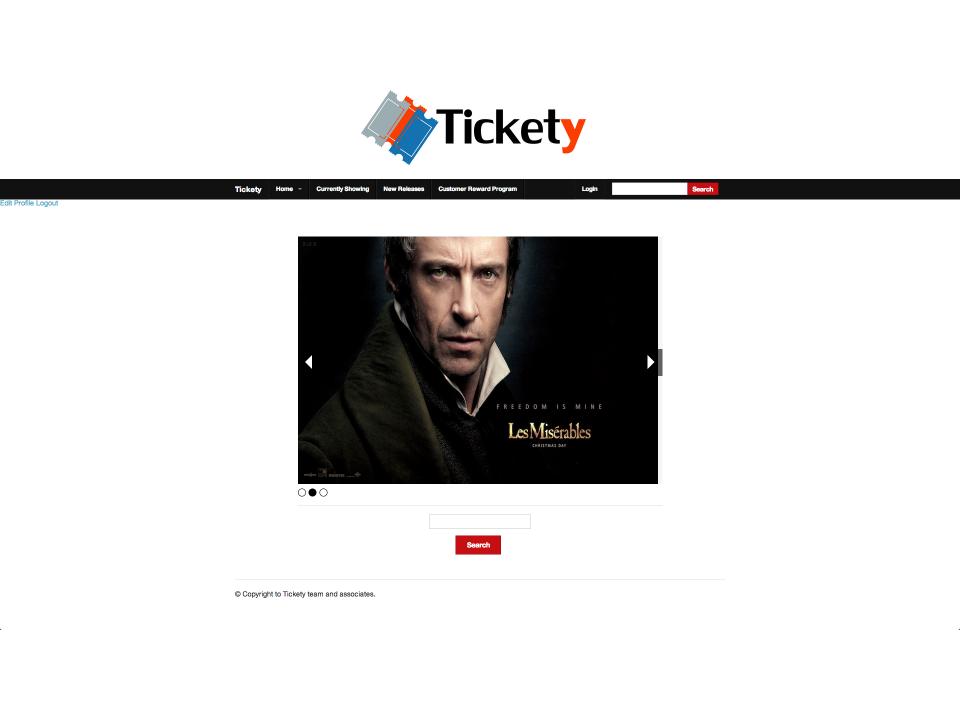 Tickety
Tickety Home Currently Showing New Releases Customer Reward Program Login Search
Edit Profile Logout
FREEDOM IS MINE
Les Misérables
CHRISTMAS DAY
Search
© Copyright to Tickety team and associates.